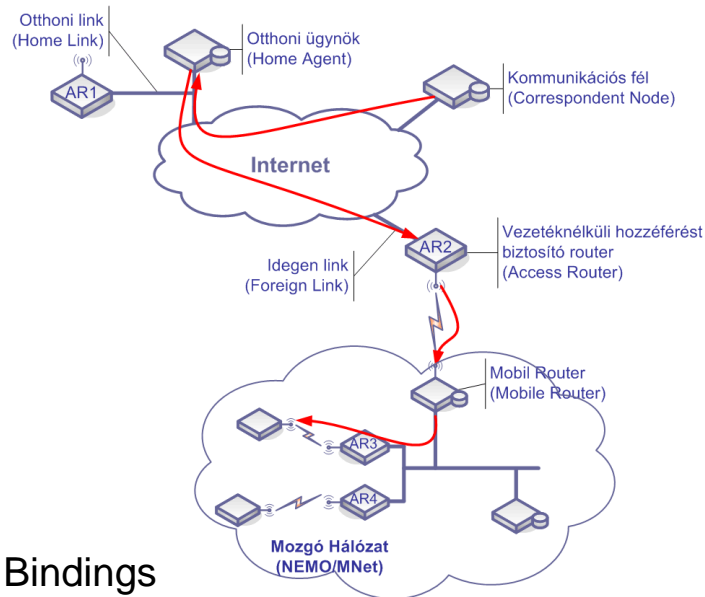 Otthoni link
(Home Link)
Otthoni ügynök
(Home Agent)
AR1
Kommunikációs fél
(Correspondent Node)
Internet
AR2
Vezetéknélküli hozzéférést
biztosító router
(Access Router)
Idegen link
(Foreign Link)
Mobil Router
(Mobile Router)
AR3
AR4
Mozgó Hálózat
(NEMO/MNet)
Bindings